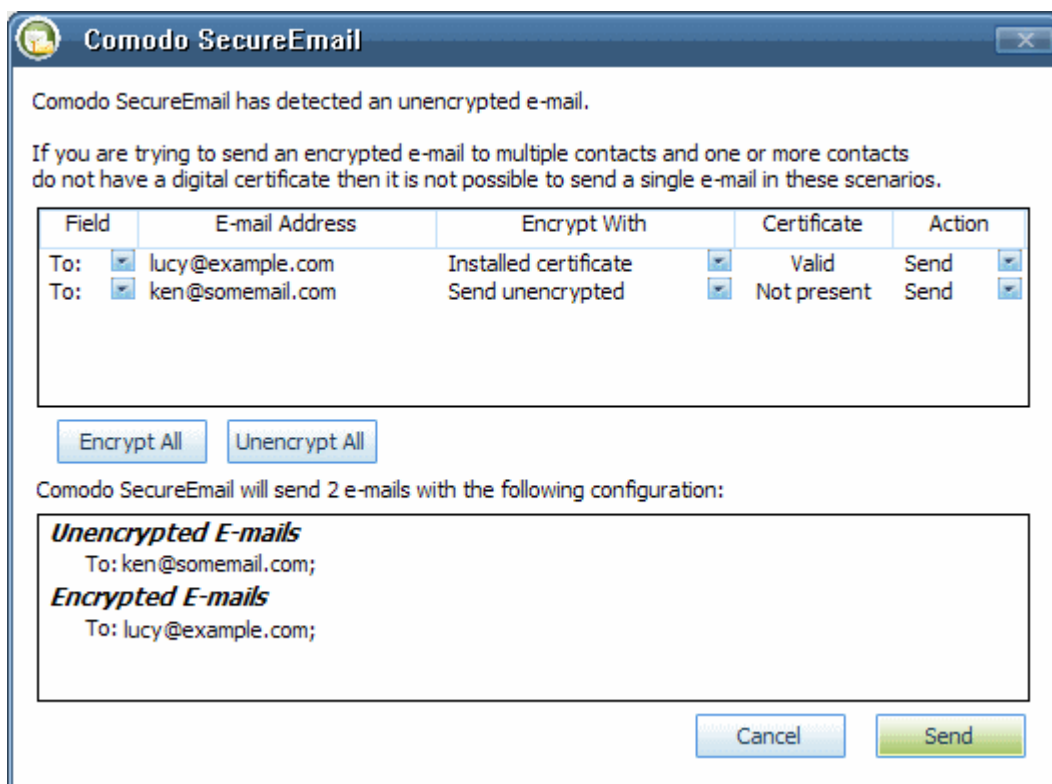 Comodo SecureEmail
Comodo SecureEmail has detected an unencrypted e-mail.
If you are trying to send an encrypted e-mail to multiple contacts and one or more contacts
do not have a digital certificate then it is not possible to send a single e-mail in these scenarios.
Field E-mail Address Encrypt With Certificate Action
To: lucy@example.com Installed certificate Valid Send
To: ken@somemail.com Send unencrypted Not present Send
Encrypt All Unencrypt All
Comodo SecureEmail will send 2 e-mails with the following configuration:
Unencrypted E-mails
To: ken@somemail.com;
Encrypted E-mails
To: lucy@example.com;
Cancel Send